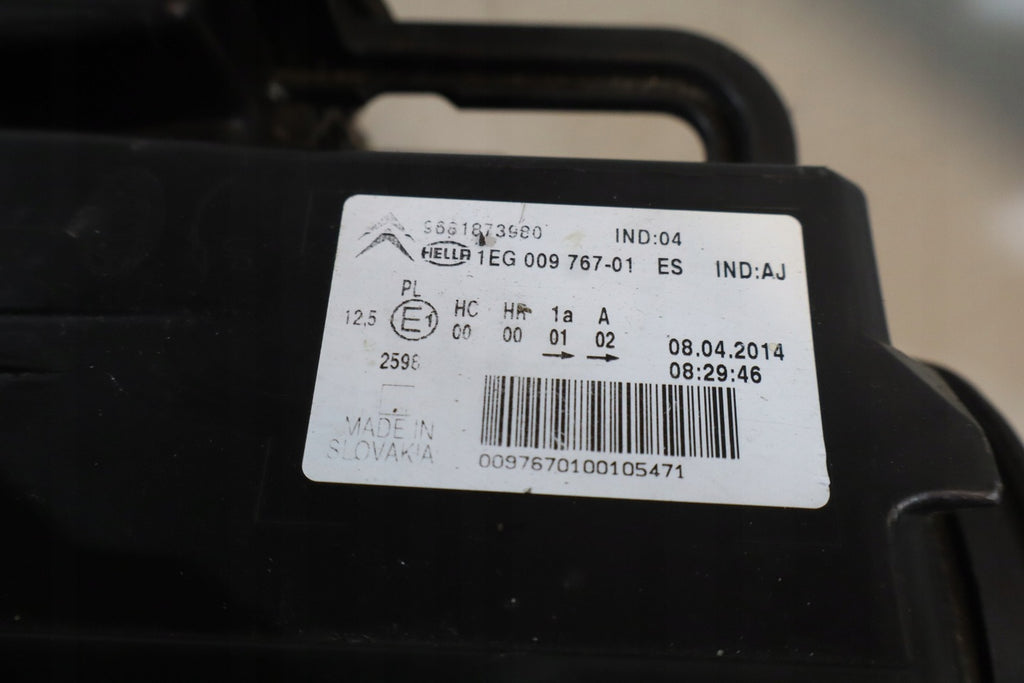 9681873980 IND:04
HELLA 1EG 009 767-01 ES IND:AJ
PL
12,5 E1 HC HR 1a A
00 00 01 02
2598
08.04.2014
08:29:46
MADE IN
SLOVAKIA
0097670100105471